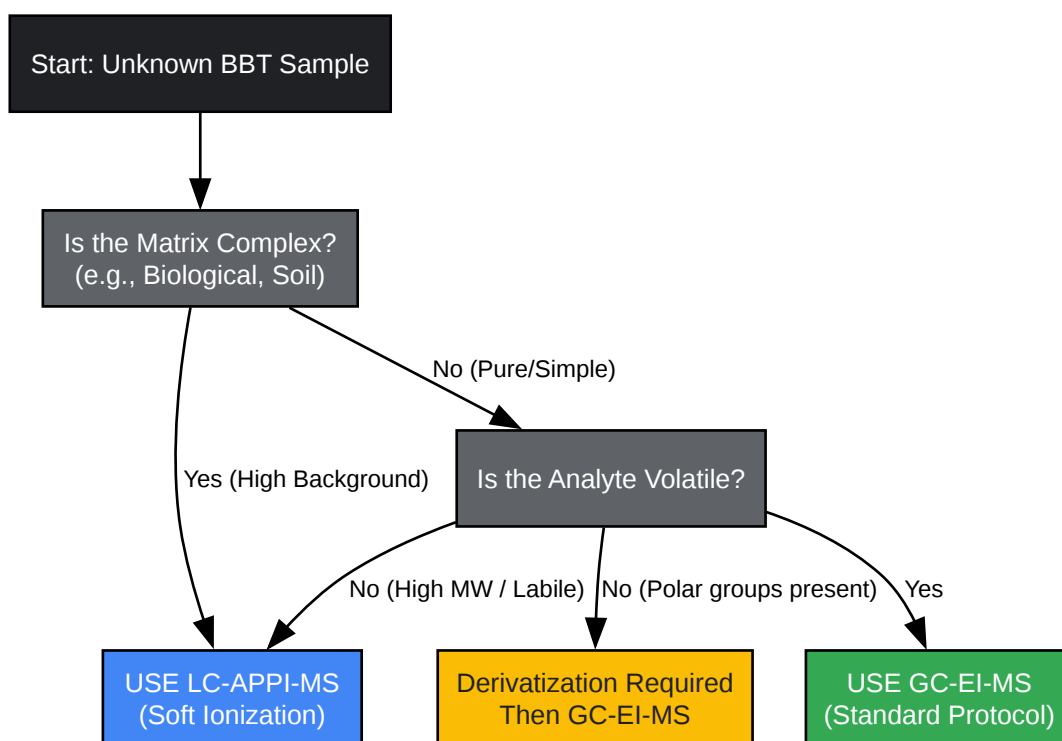 Start: Unknown BBT Sample
Is the Matrix Complex?
(e.g., Biological, Soil)
No (Pure/Simple)
Yes (High Background)
Is the Analyte Volatile?
No (High MW / Labile)
No (Polar groups present)
Yes
USE LC-APPI-MS
(Soft Ionization)
Derivatization Required
Then GC-EI-MS
USE GC-EI-MS
(Standard Protocol)